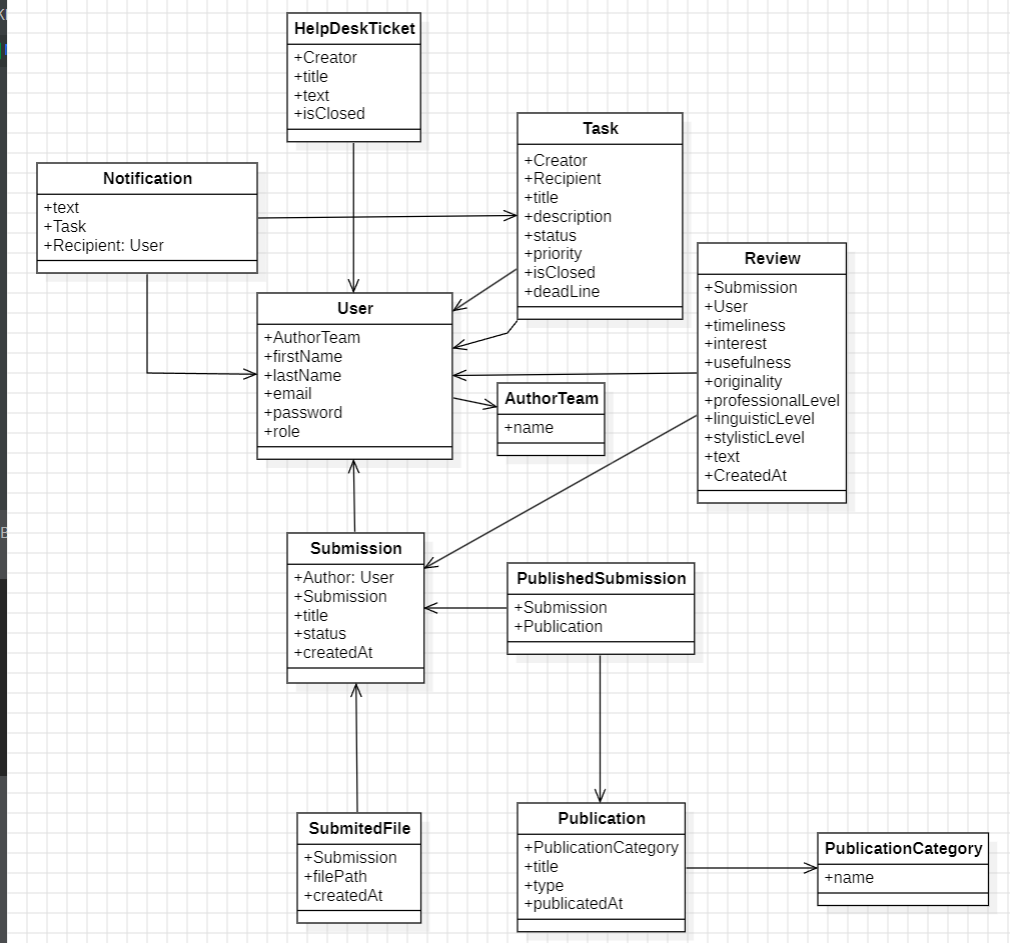 HelpDeskTicket
+Creator
+title
+text
+isClosed
Task
+Creator
+Recipient
+title
+description
+status
+priority
+isClosed
+deadLine
Notification
+text
+Task
+Recipient: User
Review
+Submission
+User
+timeliness
+interest
+usefulness
+originality
+professionalLevel
+linguisticLevel
+stylisticLevel
+text
+CreatedAt
User
+AuthorTeam
+firstName
+lastName
+email
+password
+role
AuthorTeam
+name
Submission
+Author: User
+Submission
+title
+status
+createdAt
PublishedSubmission
+Submission
+Publication
SubmitedFile
+Submission
+filePath
+createdAt
Publication
+PublicationCategory
+title
+type
+publicatedAt
PublicationCategory
+name